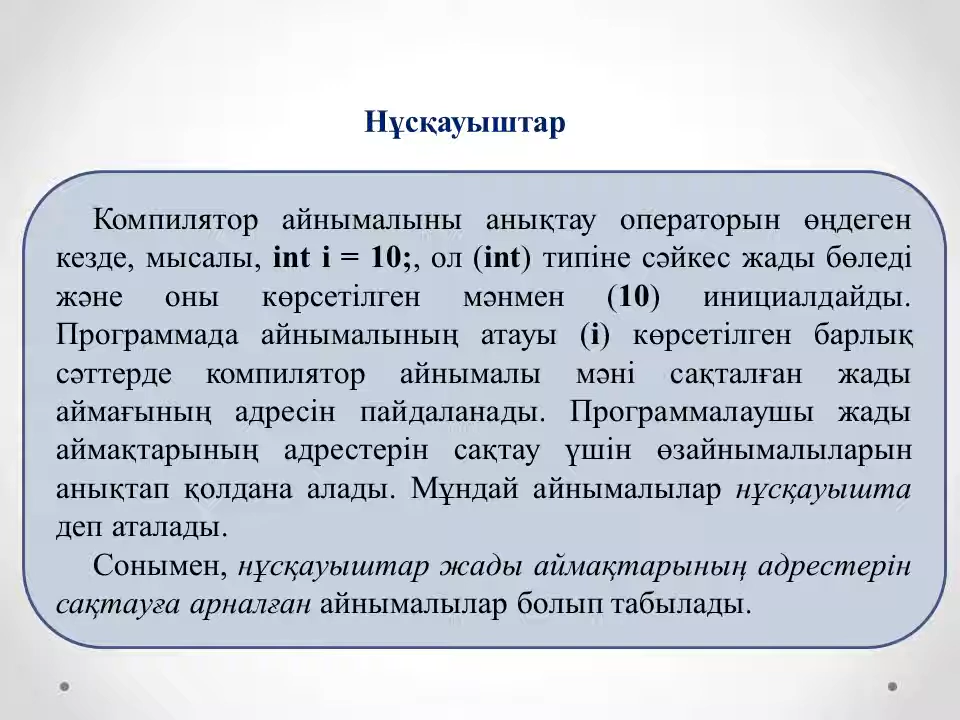 Нұсқауыштар
Компилятор айнымалыны анықтау операторын өңдеген
кезде, мысалы, int i = 10;, ол (int) типіне сәйкес жады бөледі
және оны көрсетілген мәнмен (10) инициалдайды.
Программада айнымалының атауы (i) көрсетілген барлық
сәттерде компилятор айнымалы мәні сақталған жады
аймағының адресін пайдаланады. Программалаушы жады
аймақтарының адрестерін сақтау үшін өзайнымалыларын
анықтап қолдана алады. Мұндай айнымалылар нұсқауышта
деп аталады.
Сонымен, нұсқауыштар жады аймақтарының адрестерін
сақтауға арналған айнымалылар болып табылады.